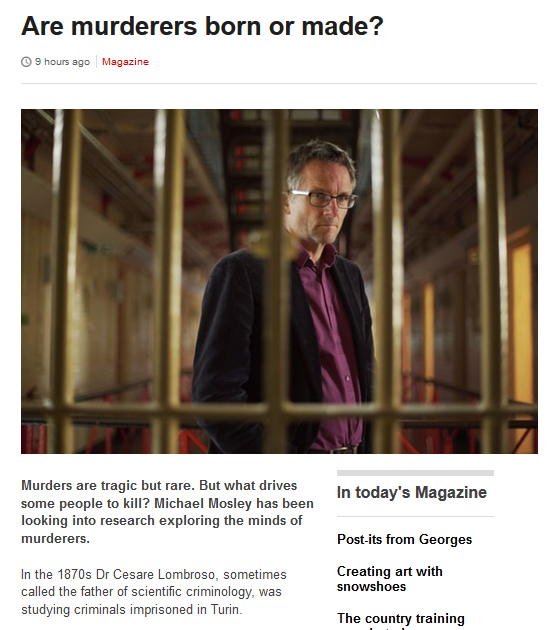 Are murderers born or made?
9 hours ago Magazine
Murders are tragic but rare. But what drives
some people to kill? Michael Mosley has been
looking into research exploring the minds of
murderers.
In the 1870s Dr Cesare Lombroso, sometimes
called the father of scientific criminology, was
studying criminals imprisoned in Turin.
In today's Magazine
Post-its from Georges
Creating art with
snowshoes
The country training